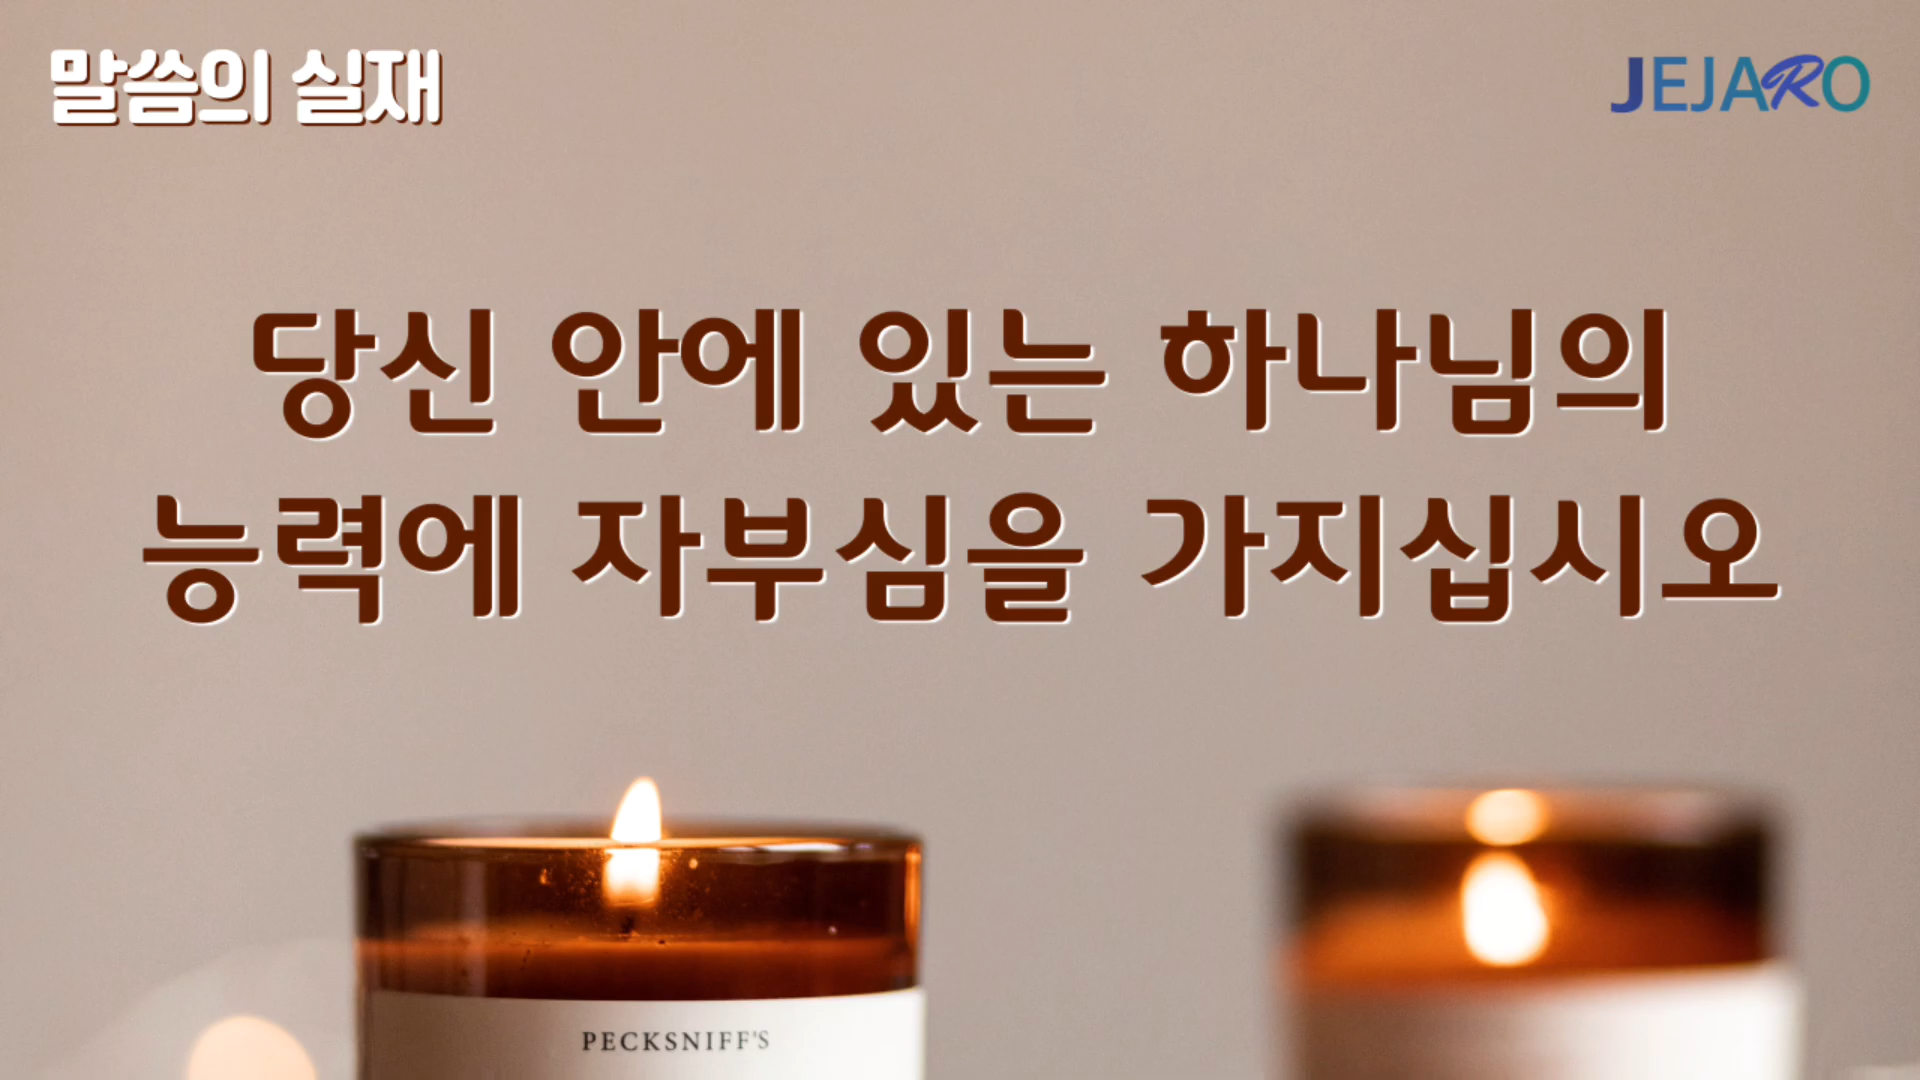 말씀의 실재
JEJARO
당신 안에 있는 하나님의
능력에 자부심을 가지십시오
PECKSNIFF'S